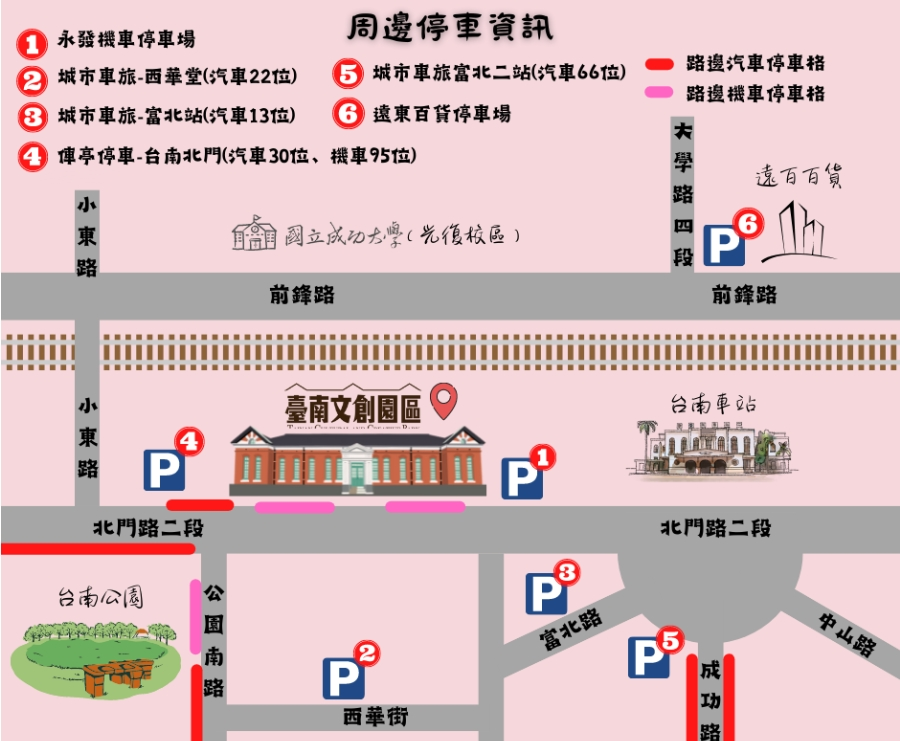 周邊停車資訊
1 永發機車停車場
2 城市車旅-西華堂(汽車22位)
3 城市車旅-富北站(汽車13位)
4 俥亭停車-台南北門(汽車30位、機車95位)
5 城市車旅富北二站(汽車66位)
6 遠東百貨停車場
路邊汽車停車格
路邊機車停車格
大學路四段
遠百百貨
P 6
小東路
國立成功大學(光復校區)
前鋒路
前鋒路
小東路
臺南文創園區
台南車站
P 4
P 1
北門路二段
北門路二段
台南公園
公園南路
P 3
富北路
P 5
中山路
P 2
成功路
西華街